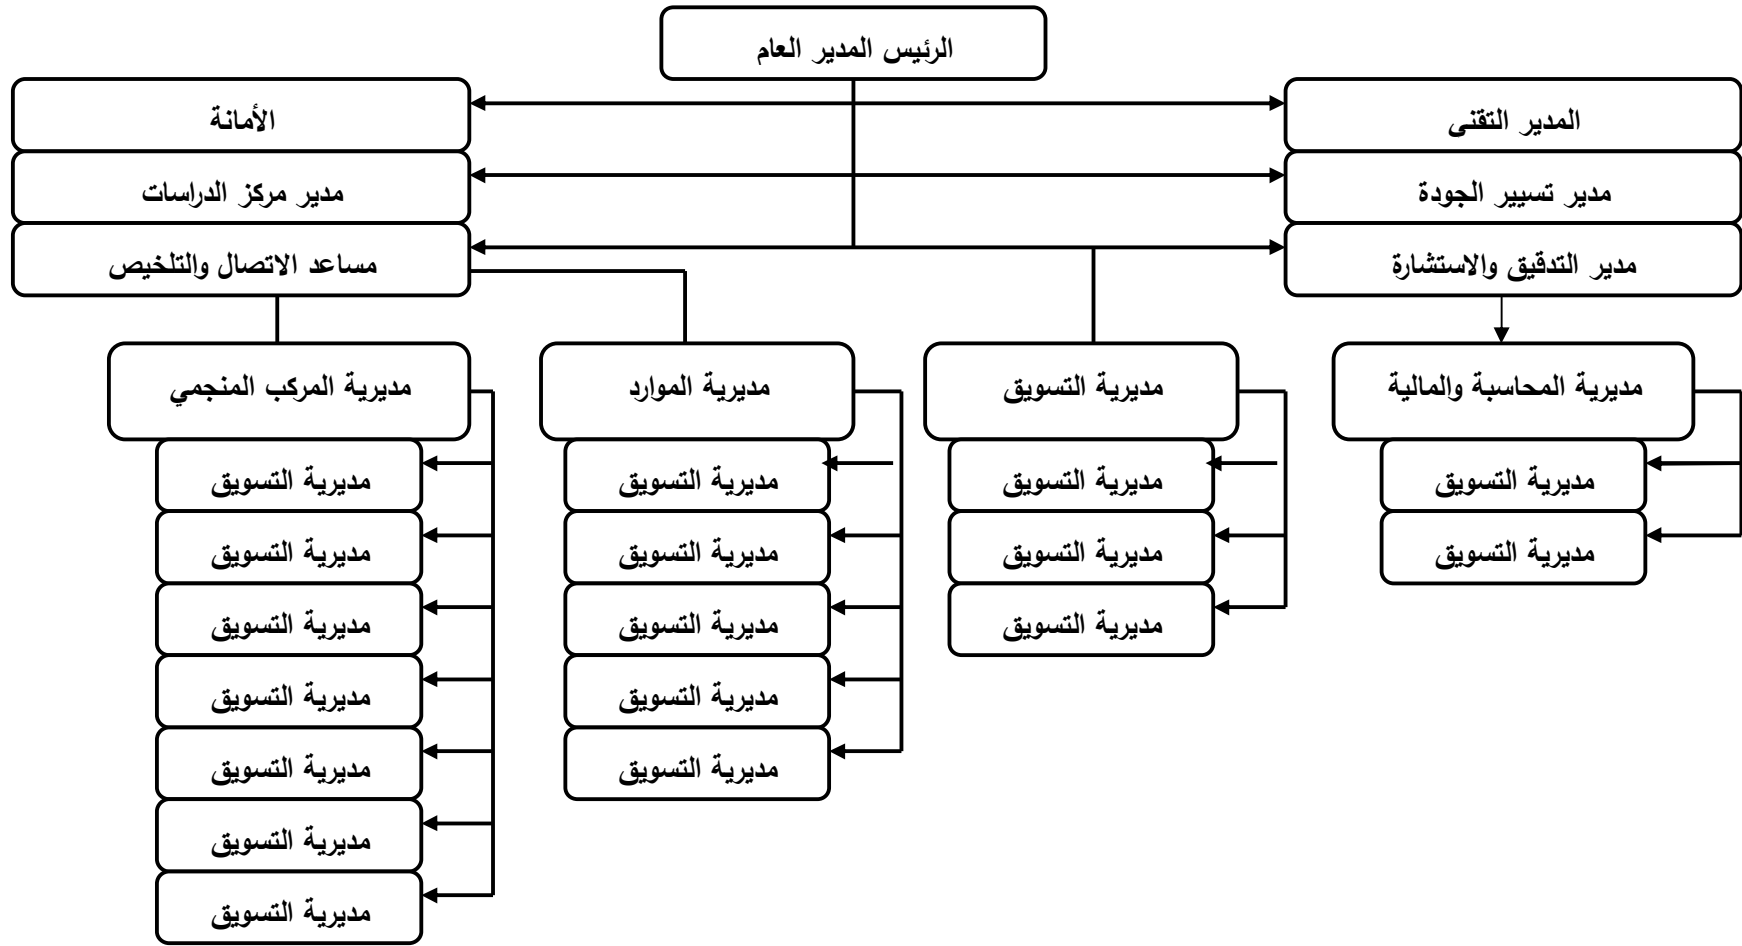 الرئيس المدير العام
المدير التقنى
الأمانة
مدير تسيير الجودة
مدير مركز الدراسات
مدير التدقيق والاستشارة
مساعد الاتصال والتلخيص
مديرية المحاسبة والمالية
مديرية التسويق
مديرية التسويق
مديرية التسويق
مديرية التسويق
مديرية التسويق
مديرية التسويق
مديرية الموارد
مديرية التسويق
مديرية التسويق
مديرية التسويق
مديرية التسويق
مديرية التسويق
مديرية المركب المنجمي
مديرية التسويق
مديرية التسويق
مديرية التسويق
مديرية التسويق
مديرية التسويق
مديرية التسويق
مديرية التسويق